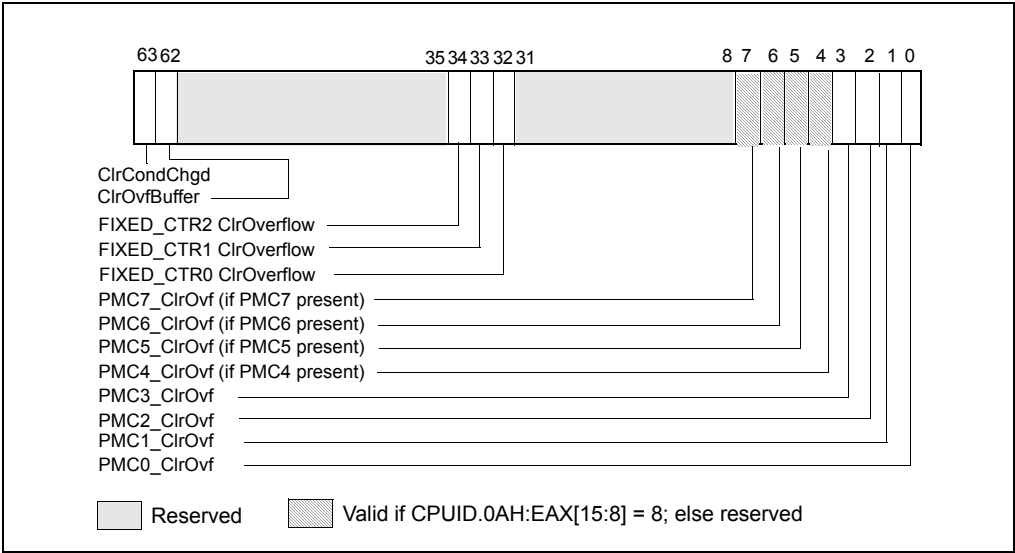 63 62 35 34 33 32 31 8 7 6 5 4 3 2 1 0
ClrCondChgd
ClrOvfBuffer
FIXED_CTR2 ClrOverflow
FIXED_CTR1 ClrOverflow
FIXED_CTR0 ClrOverflow
PMC7_ClrOvf (if PMC7 present)
PMC6_ClrOvf (if PMC6 present)
PMC5_ClrOvf (if PMC5 present)
PMC4_ClrOvf (if PMC4 present)
PMC3_ClrOvf
PMC2_ClrOvf
PMC1_ClrOvf
PMC0_ClrOvf
Reserved Valid if CPUID.0AH:EAX[15:8] = 8; else reserved